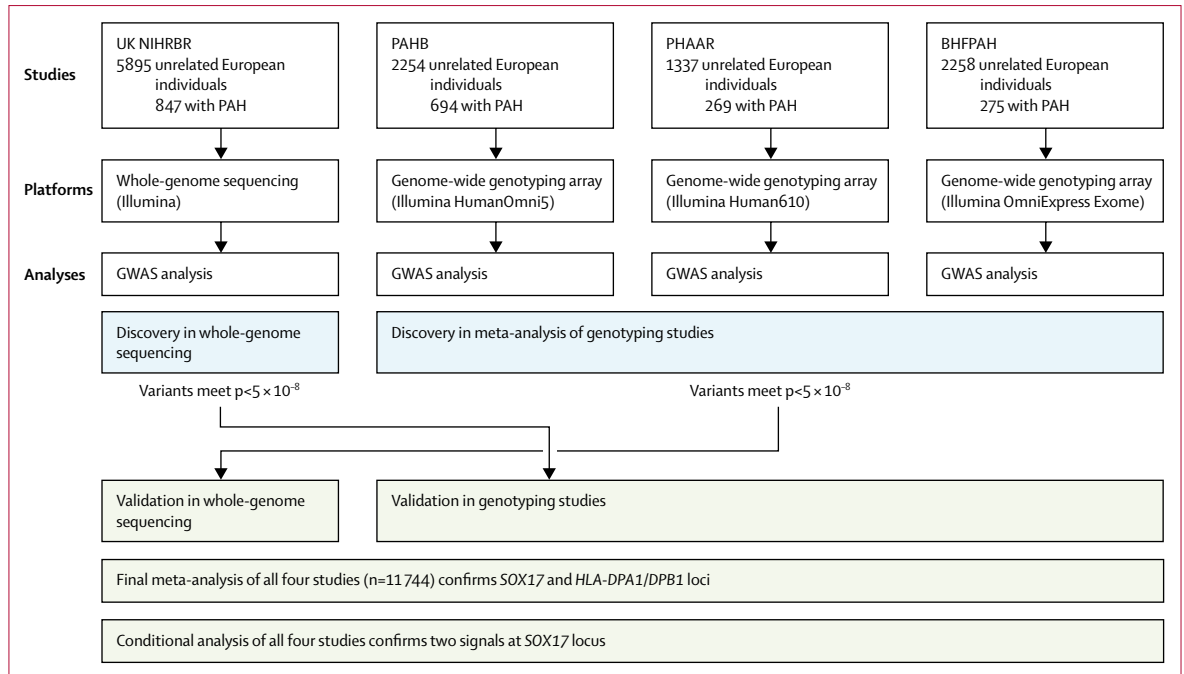 Studies
UK NIHRBR
5895 unrelated European
individuals
847 with PAH
PAHB
2254 unrelated European
individuals
694 with PAH
PHAAR
1337 unrelated European
individuals
269 with PAH
BHFPAH
2258 unrelated European
individuals
275 with PAH
Platforms
Whole-genome sequencing
(Illumina)
Genome-wide genotyping array
(Illumina HumanOmni5)
Genome-wide genotyping array
(Illumina Human610)
Genome-wide genotyping array
(Illumina OmniExpress Exome)
Analyses
GWAS analysis
GWAS analysis
GWAS analysis
GWAS analysis
Discovery in whole-genome
sequencing
Discovery in meta-analysis of genotyping studies
Variants meet p<5 × 10⁻⁸
Variants meet p<5 × 10⁻⁸
Validation in whole-genome
sequencing
Validation in genotyping studies
Final meta-analysis of all four studies (n=11 744) confirms SOX17 and HLA-DPA1/DPB1 loci
Conditional analysis of all four studies confirms two signals at SOX17 locus